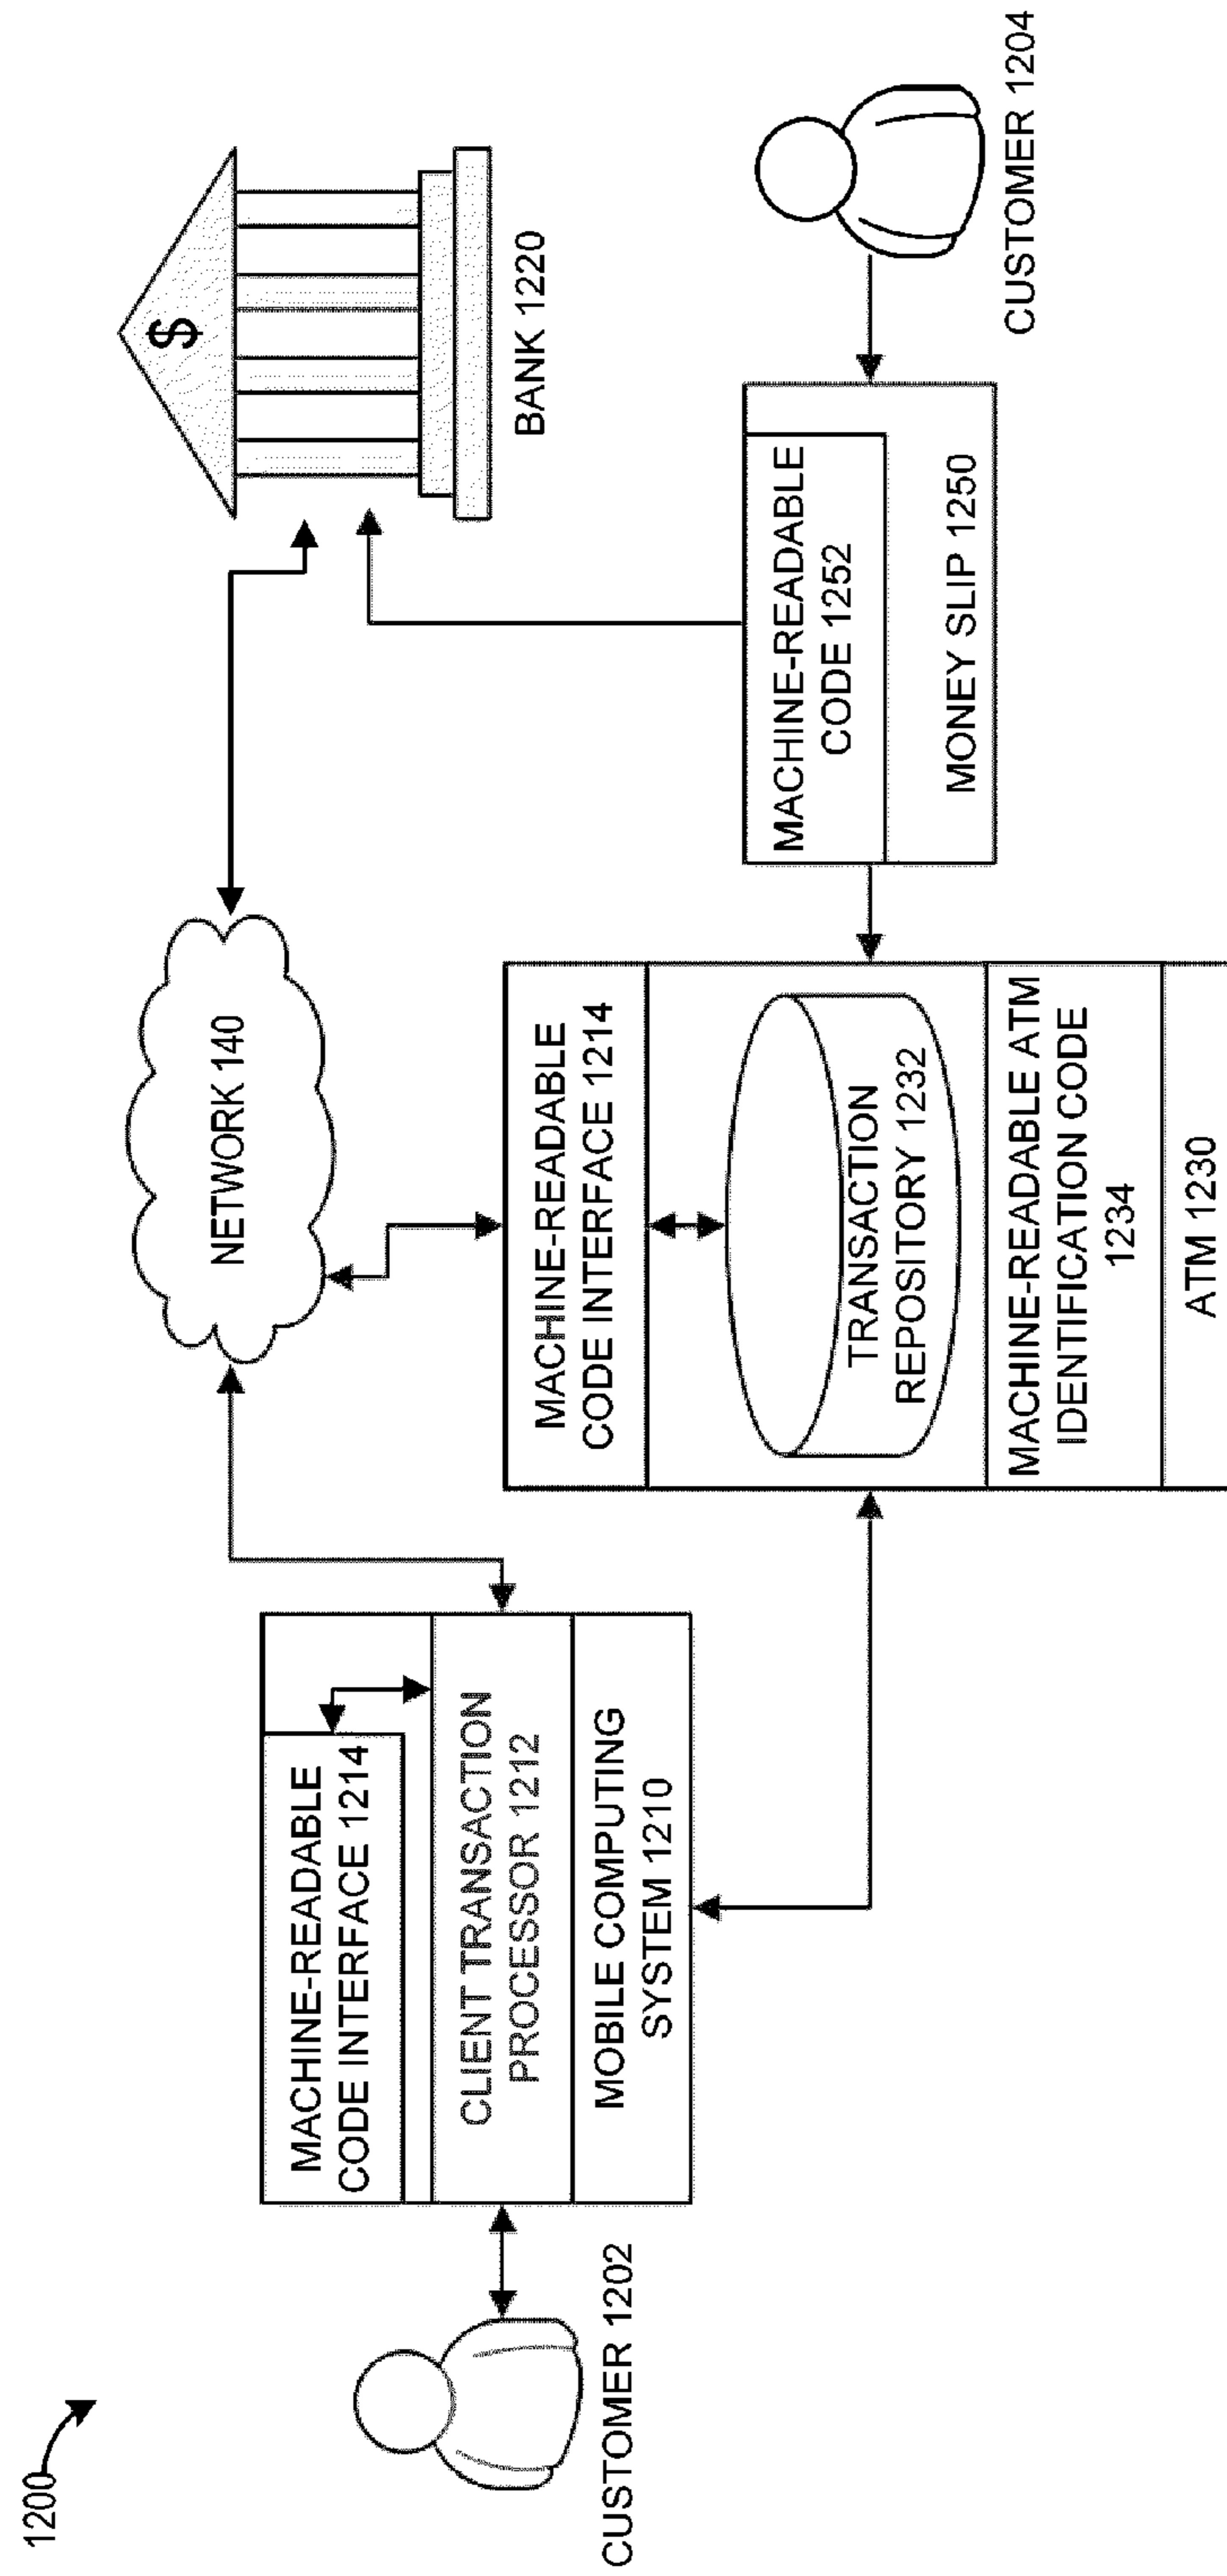 1200
CUSTOMER 1202
MACHINE-READABLE
CODE INTERFACE 1214
CLIENT TRANSACTION
PROCESSOR 1212
MOBILE COMPUTING
SYSTEM 1210
NETWORK 140
MACHINE-READABLE
CODE INTERFACE 1214
TRANSACTION
REPOSITORY 1232
MACHINE-READABLE ATM
IDENTIFICATION CODE
1234
ATM 1230
$
BANK 1220
MACHINE-READABLE
CODE 1252
MONEY SLIP 1250
CUSTOMER 1204